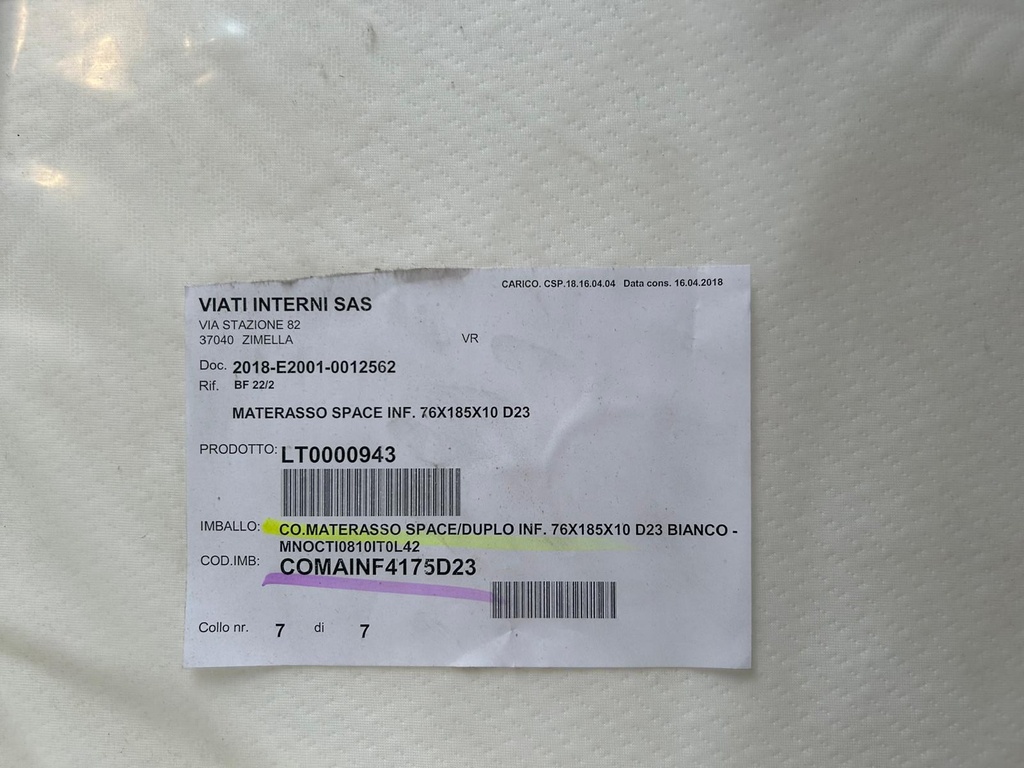 CARICO. CSP.18.16.04.04 Data cons. 16.04.2018
VIATI INTERNI SAS
VIA STAZIONE 82
37040 ZIMELLA VR
Doc. 2018-E2001-0012562
Rif. BF 22/2
MATERASSO SPACE INF. 76X185X10 D23
PRODOTTO: LT0000943
IMBALLO: CO.MATERASSO SPACE/DUPLO INF. 76X185X10 D23 BIANCO -
MNOCTI0810IT0L42
COD.IMB: COMAINF4175D23
Collo nr. 7 di 7